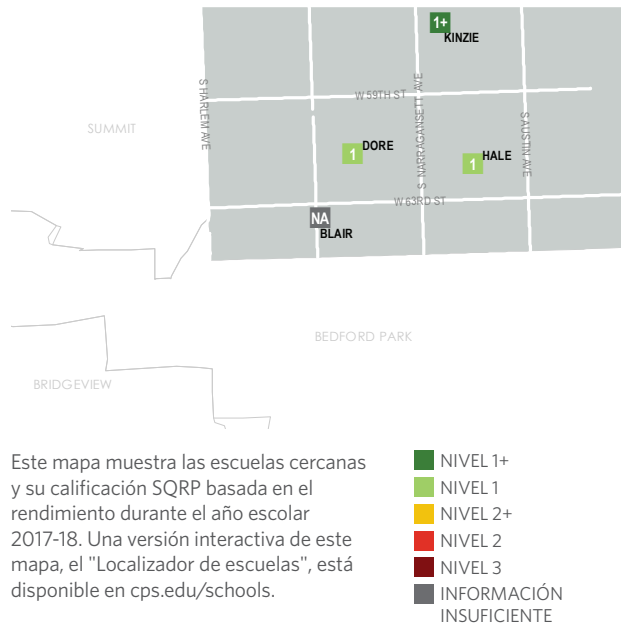 1+
KINZIE
S HARLEM AVE
W 59TH ST
S NARRAGANSETT AVE
S AUSTIN AVE
SUMMIT
1 DORE
1 HALE
W 63RD ST
NA
BLAIR
BEDFORD PARK
BRIDGEVIEW
Este mapa muestra las escuelas cercanas
y su calificación SQRP basada en el
rendimiento durante el año escolar
2017-18. Una versión interactiva de este
mapa, el "Localizador de escuelas", está
disponible en cps.edu/schools.
NIVEL 1+
NIVEL 1
NIVEL 2+
NIVEL 2
NIVEL 3
INFORMACIÓN
INSUFICIENTE